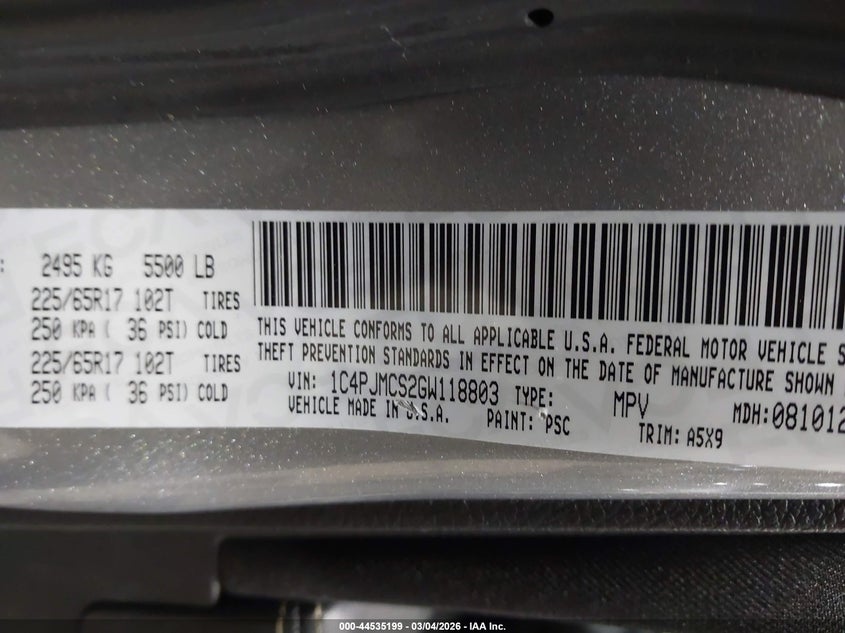 : 2495 KG 5500 LB
225/65R17 102T TIRES
250 KPA ( 36 PSI) COLD
225/65R17 102T TIRES
250 KPA ( 36 PSI) COLD
THIS VEHICLE CONFORMS TO ALL APPLICABLE U.S.A. FEDERAL MOTOR VEHICLE S
THEFT PREVENTION STANDARDS IN EFFECT ON THE DATE OF MANUFACTURE SHOWN
VIN: 1C4PJMCS2GW118803 TYPE: MPV MDH:081012
VEHICLE MADE IN U.S.A. PAINT: PSC TRIM: A5X9
000-44535199 - 03/04/2026 - IAA Inc.